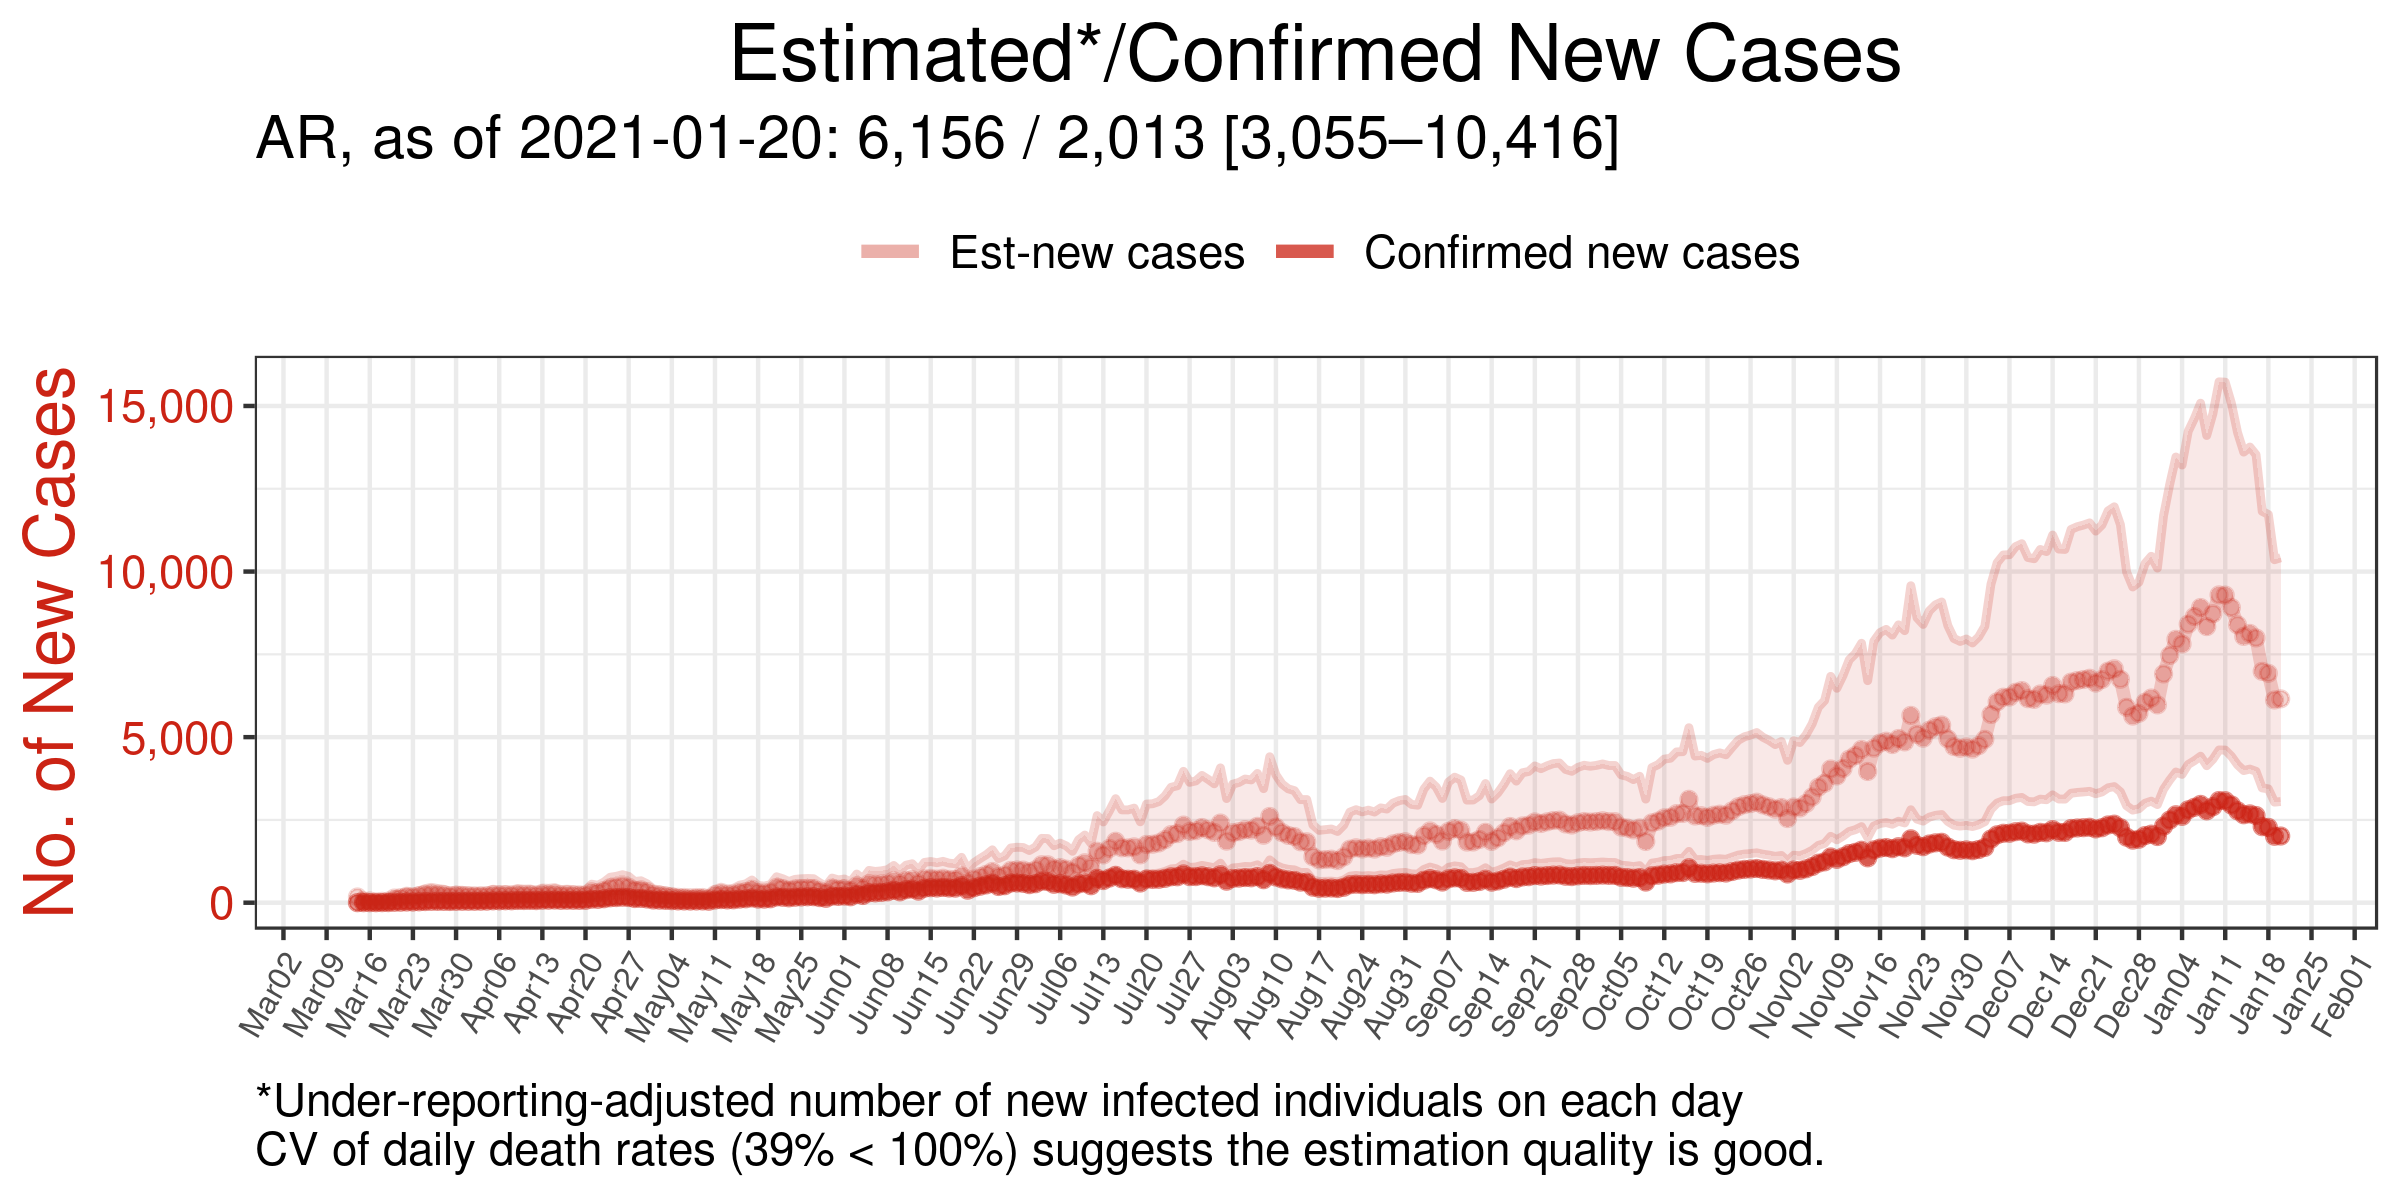 Estimated*/Confirmed New Cases
AR, as of 2021-01-20: 6,156 / 2,013 [3,055–10,416]
Est-new cases
Confirmed new cases
No. of New Cases
15,000
10,000
5,000
0
Mar02
Mar09
Mar16
Mar23
Mar30
Apr06
Apr13
Apr20
Apr27
May04
May11
May18
May25
Jun01
Jun08
Jun15
Jun22
Jun29
Jul06
Jul13
Jul20
Jul27
Aug03
Aug10
Aug17
Aug24
Aug31
Sep07
Sep14
Sep21
Sep28
Oct05
Oct12
Oct19
Oct26
Nov02
Nov09
Nov16
Nov23
Nov30
Dec07
Dec14
Dec21
Dec28
Jan04
Jan11
Jan18
Jan25
Feb01
*Under-reporting-adjusted number of new infected individuals on each day
CV of daily death rates (39% < 100%) suggests the estimation quality is good.